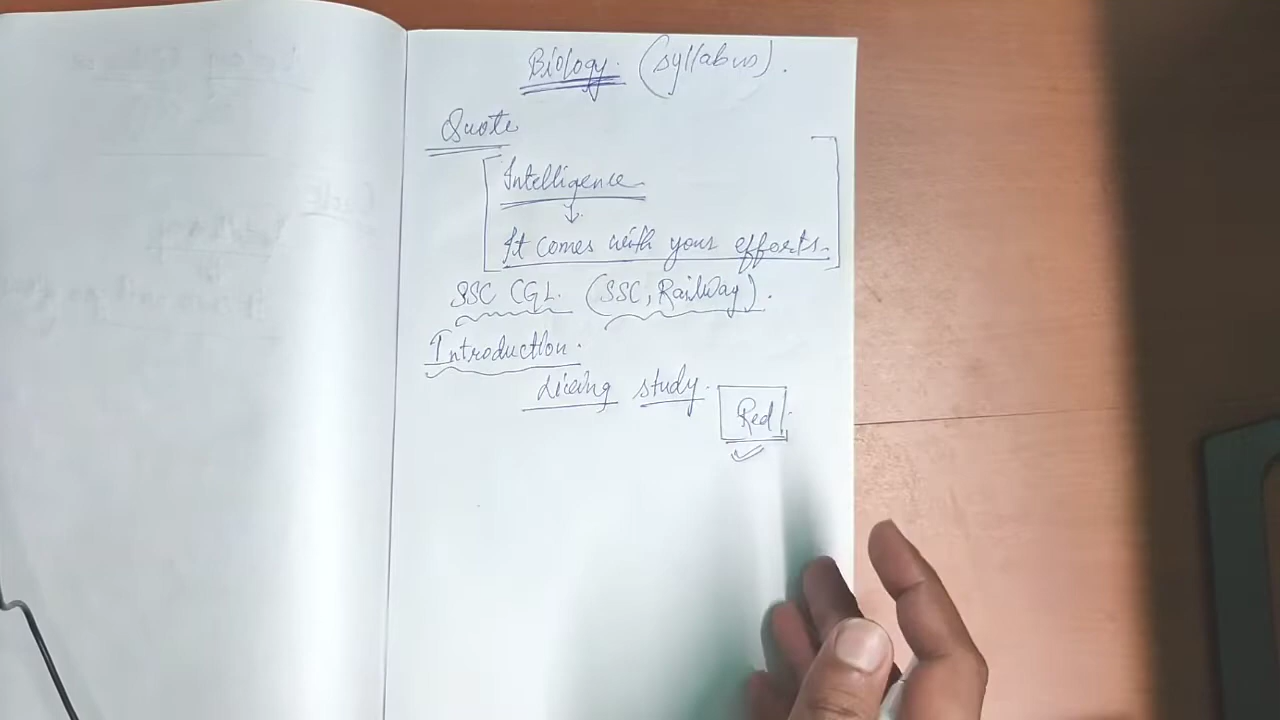 Biology. (Syllabus).
Quote
Intelligence
↓
It comes with your efforts.
SSC CGL. (SSC, Railway).
Introduction.
Living study.
Red